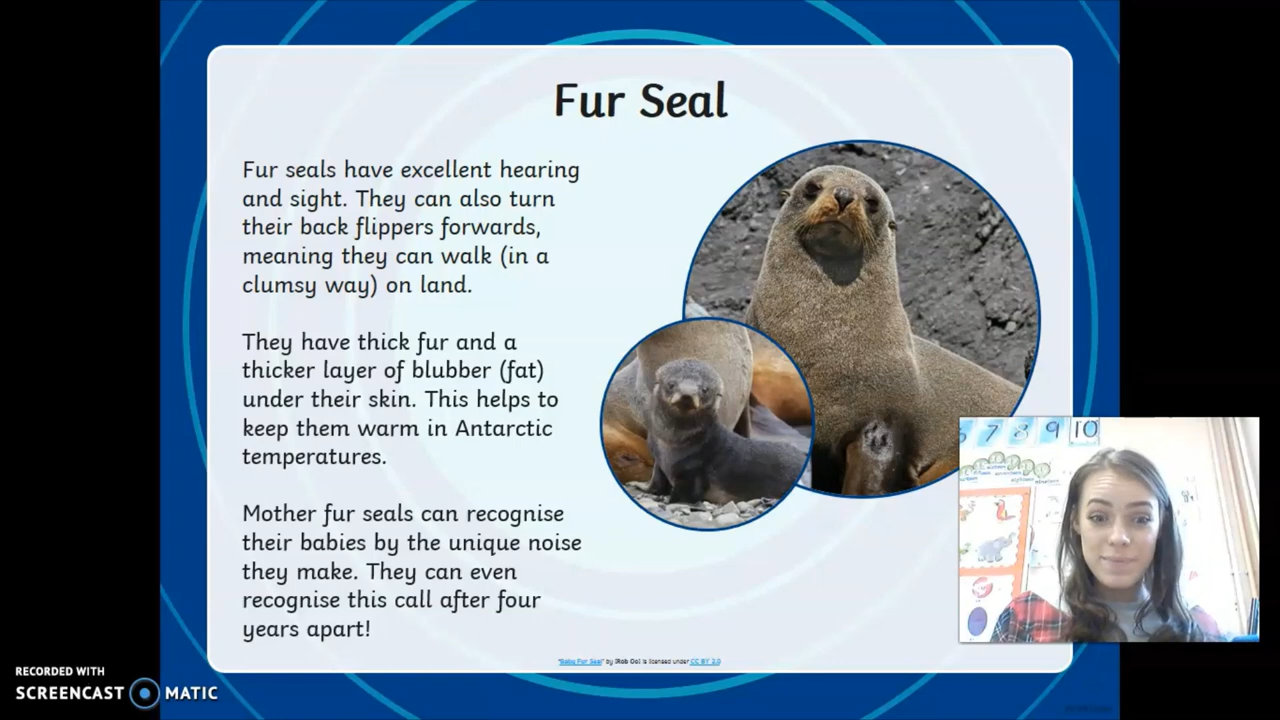 Fur Seal
Fur seals have excellent hearing
and sight. They can also turn
their back flippers forwards,
meaning they can walk (in a
clumsy way) on land.
They have thick fur and a
thicker layer of blubber (fat)
under their skin. This helps to
keep them warm in Antarctic
temperatures.
Mother fur seals can recognise
their babies by the unique noise
they make. They can even
recognise this call after four
years apart!
7 8 9 10
"Baby Fur Seal" by [Rob Oo] is licensed under CC BY 2.0
RECORDED WITH
SCREENCAST MATIC